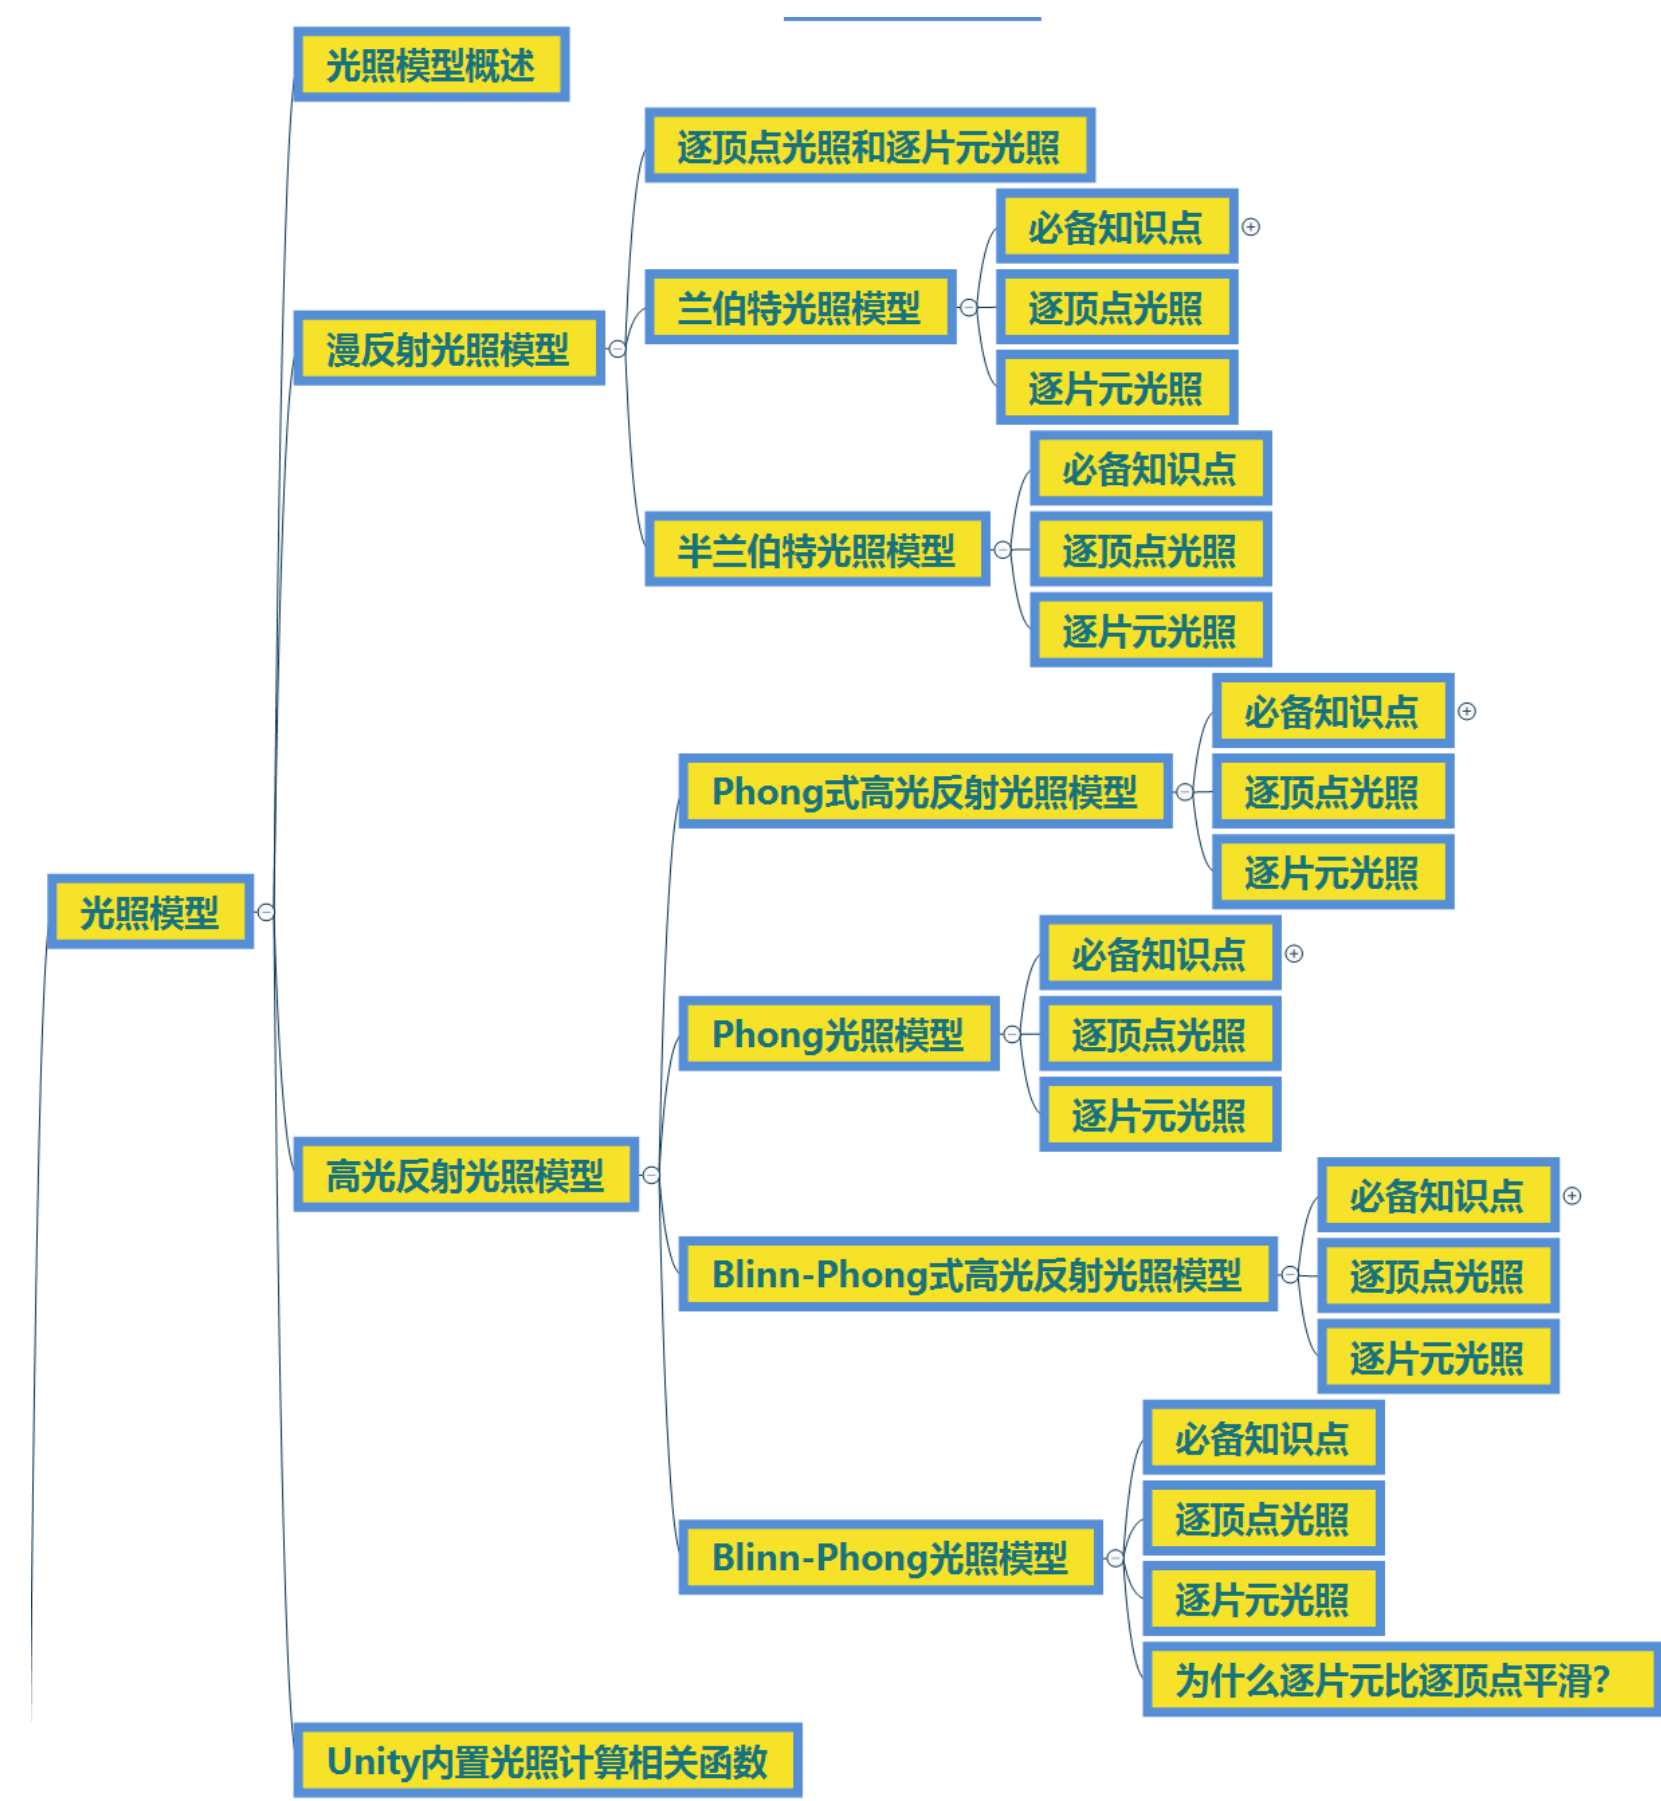 光照模型概述
逐顶点光照和逐片元光照
必备知识点
兰伯特光照模型
逐顶点光照
漫反射光照模型
逐片元光照
必备知识点
半兰伯特光照模型
逐顶点光照
逐片元光照
必备知识点
Phong式高光反射光照模型
逐顶点光照
逐片元光照
光照模型
必备知识点
Phong光照模型
逐顶点光照
逐片元光照
高光反射光照模型
必备知识点
Blinn-Phong式高光反射光照模型
逐顶点光照
逐片元光照
必备知识点
逐顶点光照
Blinn-Phong光照模型
逐片元光照
为什么逐片元比逐顶点平滑?
Unity内置光照计算相关函数